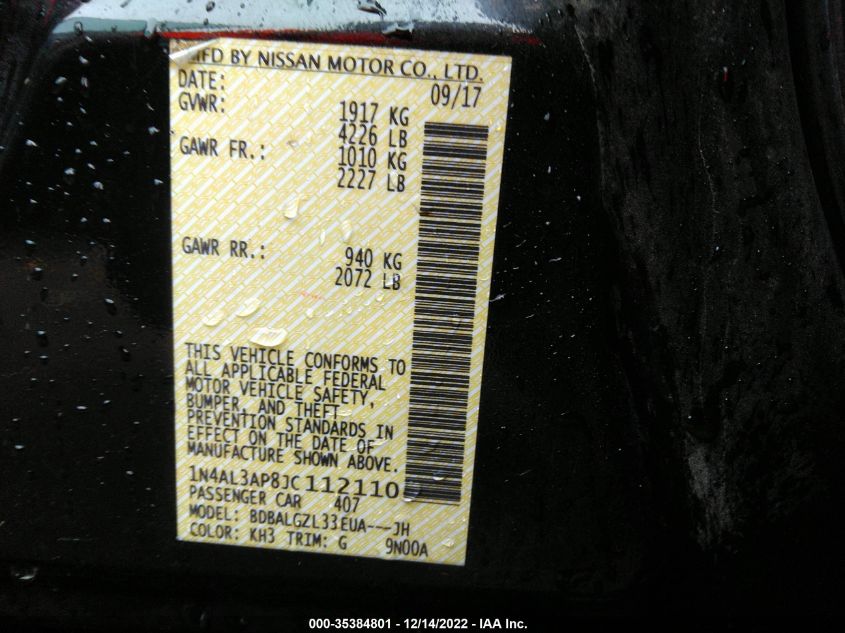 MFD BY NISSAN MOTOR CO., LTD.
DATE: 09/17
GVWR: 1917 KG
4226 LB
GAWR FR.: 1010 KG
2227 LB
GAWR RR.: 940 KG
2072 LB
THIS VEHICLE CONFORMS TO
ALL APPLICABLE FEDERAL
MOTOR VEHICLE SAFETY,
BUMPER, AND THEFT
PREVENTION STANDARDS IN
EFFECT ON THE DATE OF
MANUFACTURE SHOWN ABOVE.
1N4AL3AP8JC112110
PASSENGER CAR 407
MODEL: BDBALGZL33EUA---JH
COLOR: KH3 TRIM: G 9N00A
000-35384801 - 12/14/2022 - IAA Inc.